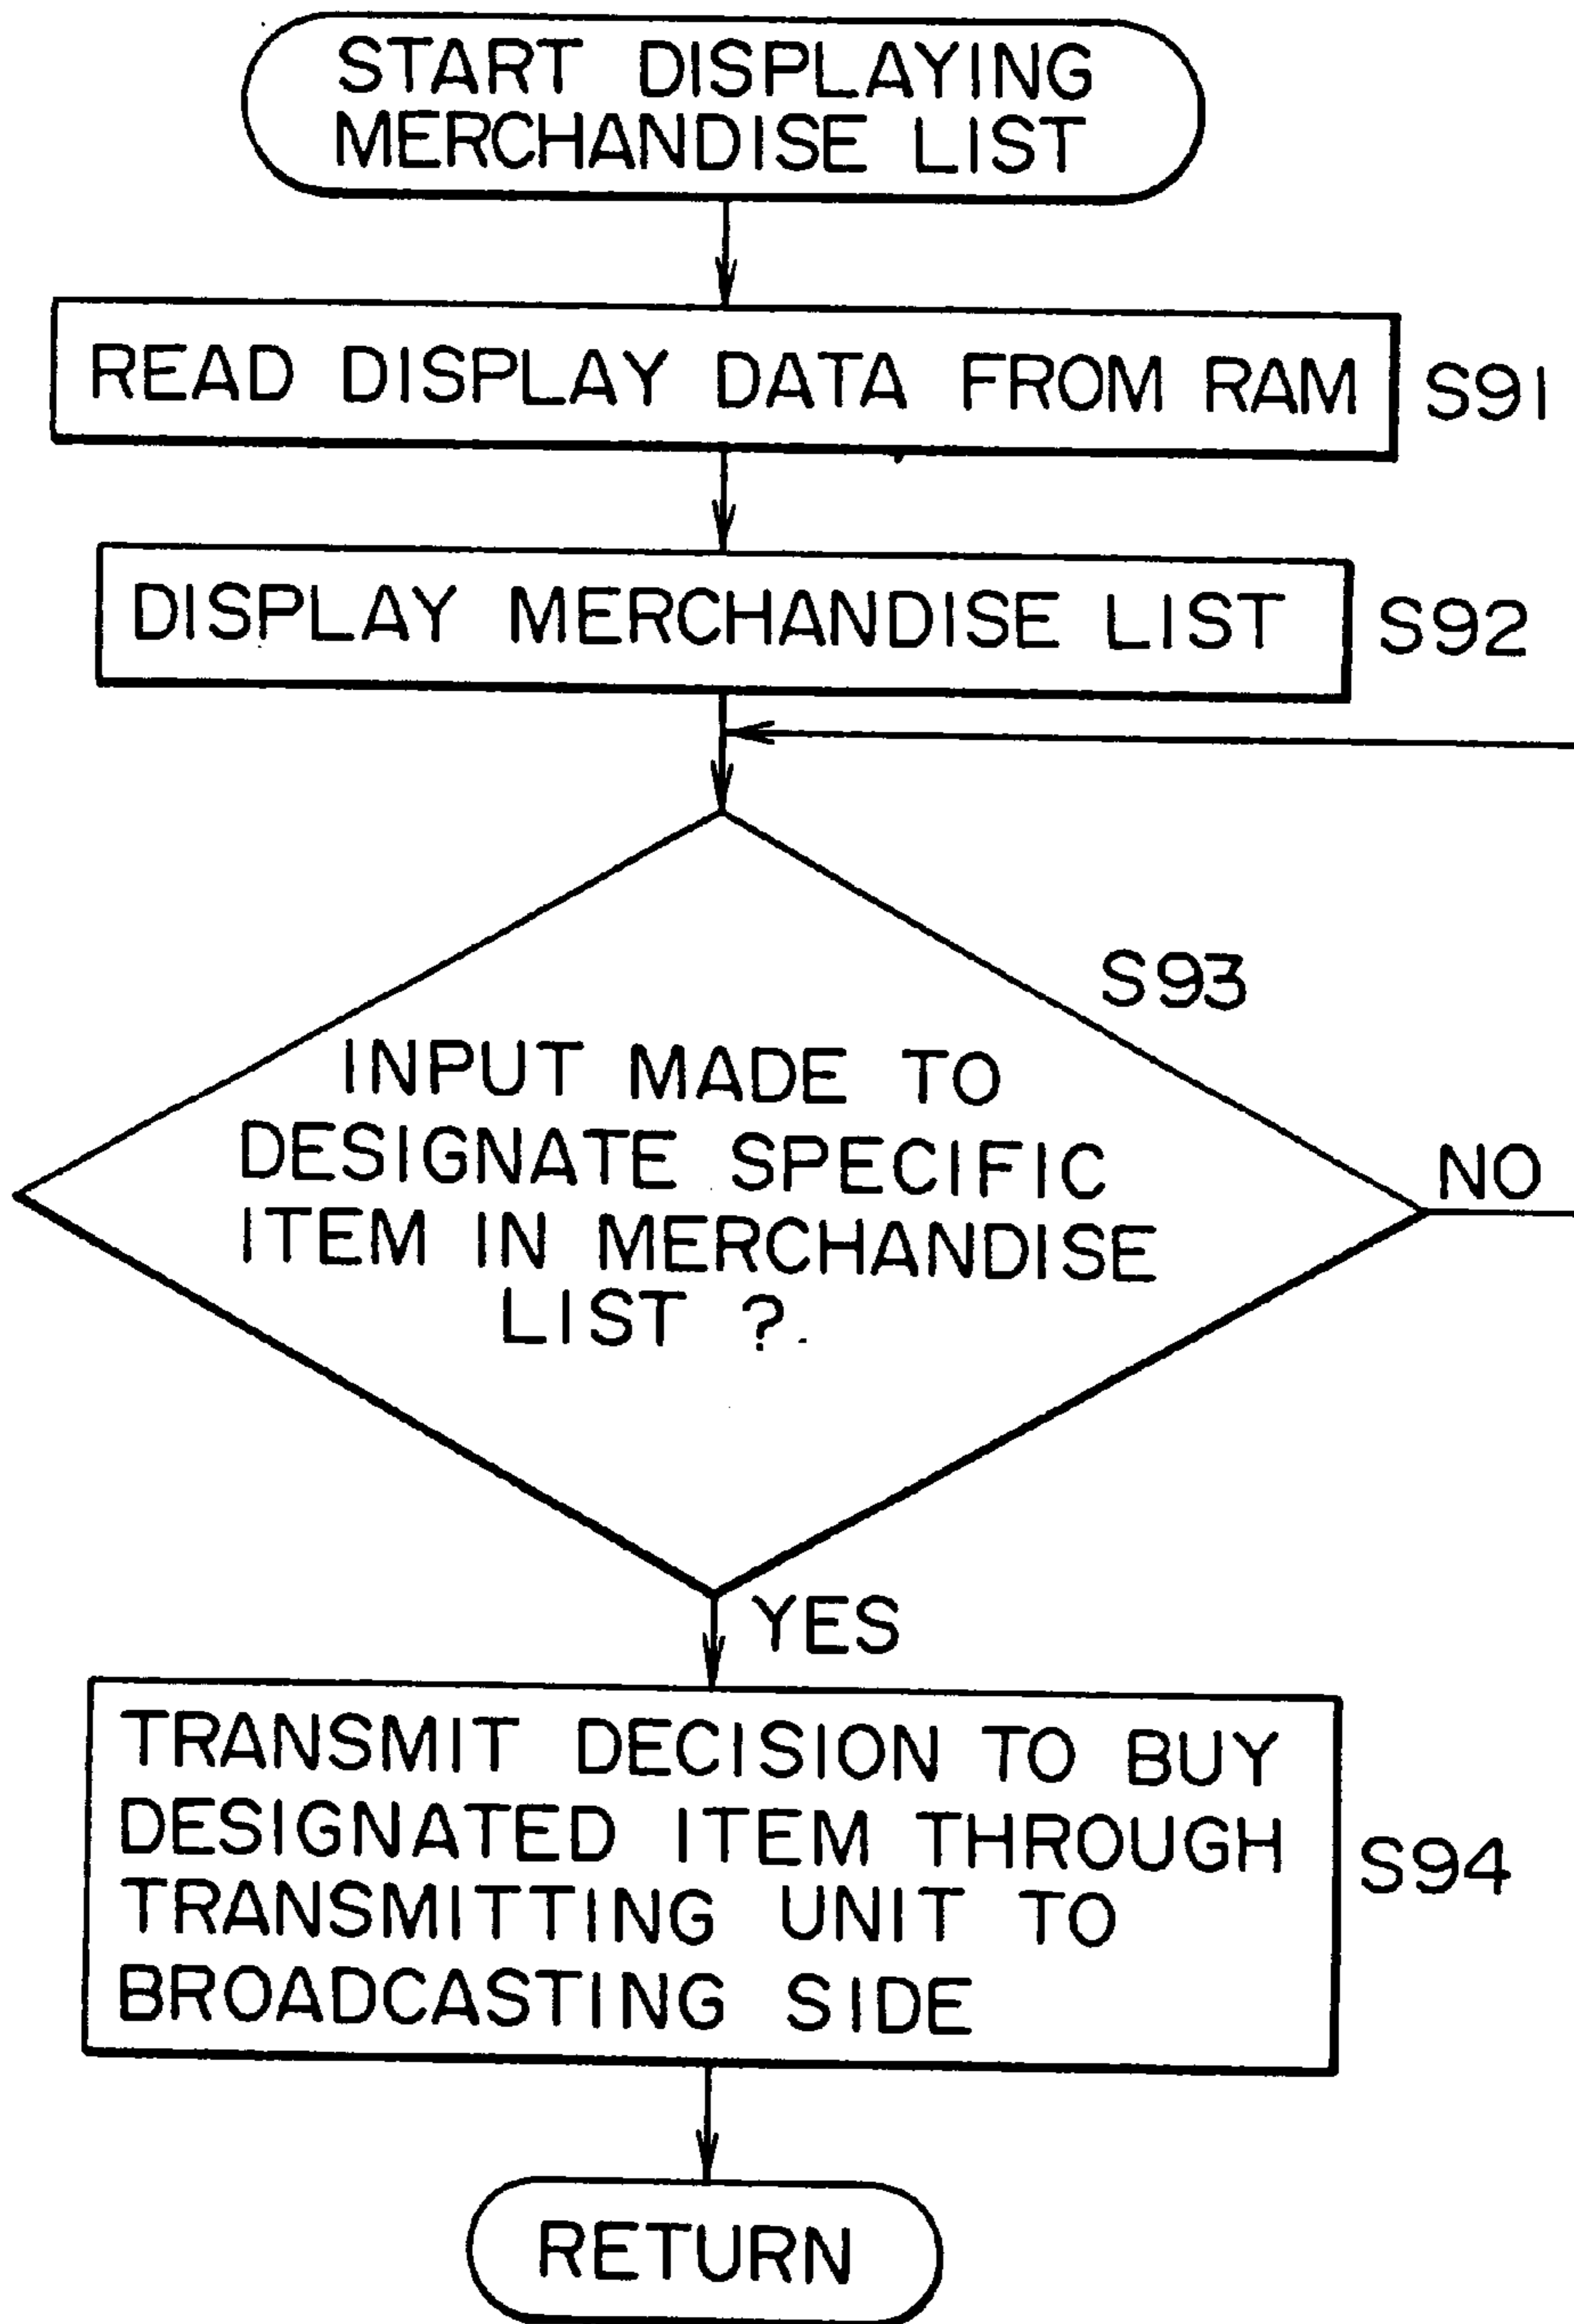 START DISPLAYING
MERCHANDISE LIST
READ DISPLAY DATA FROM RAM
S91
DISPLAY MERCHANDISE LIST
S92
S93
INPUT MADE TO
DESIGNATE SPECIFIC
ITEM IN MERCHANDISE
LIST ?
NO
YES
TRANSMIT DECISION TO BUY
DESIGNATED ITEM THROUGH
TRANSMITTING UNIT TO
BROADCASTING SIDE
S94
RETURN